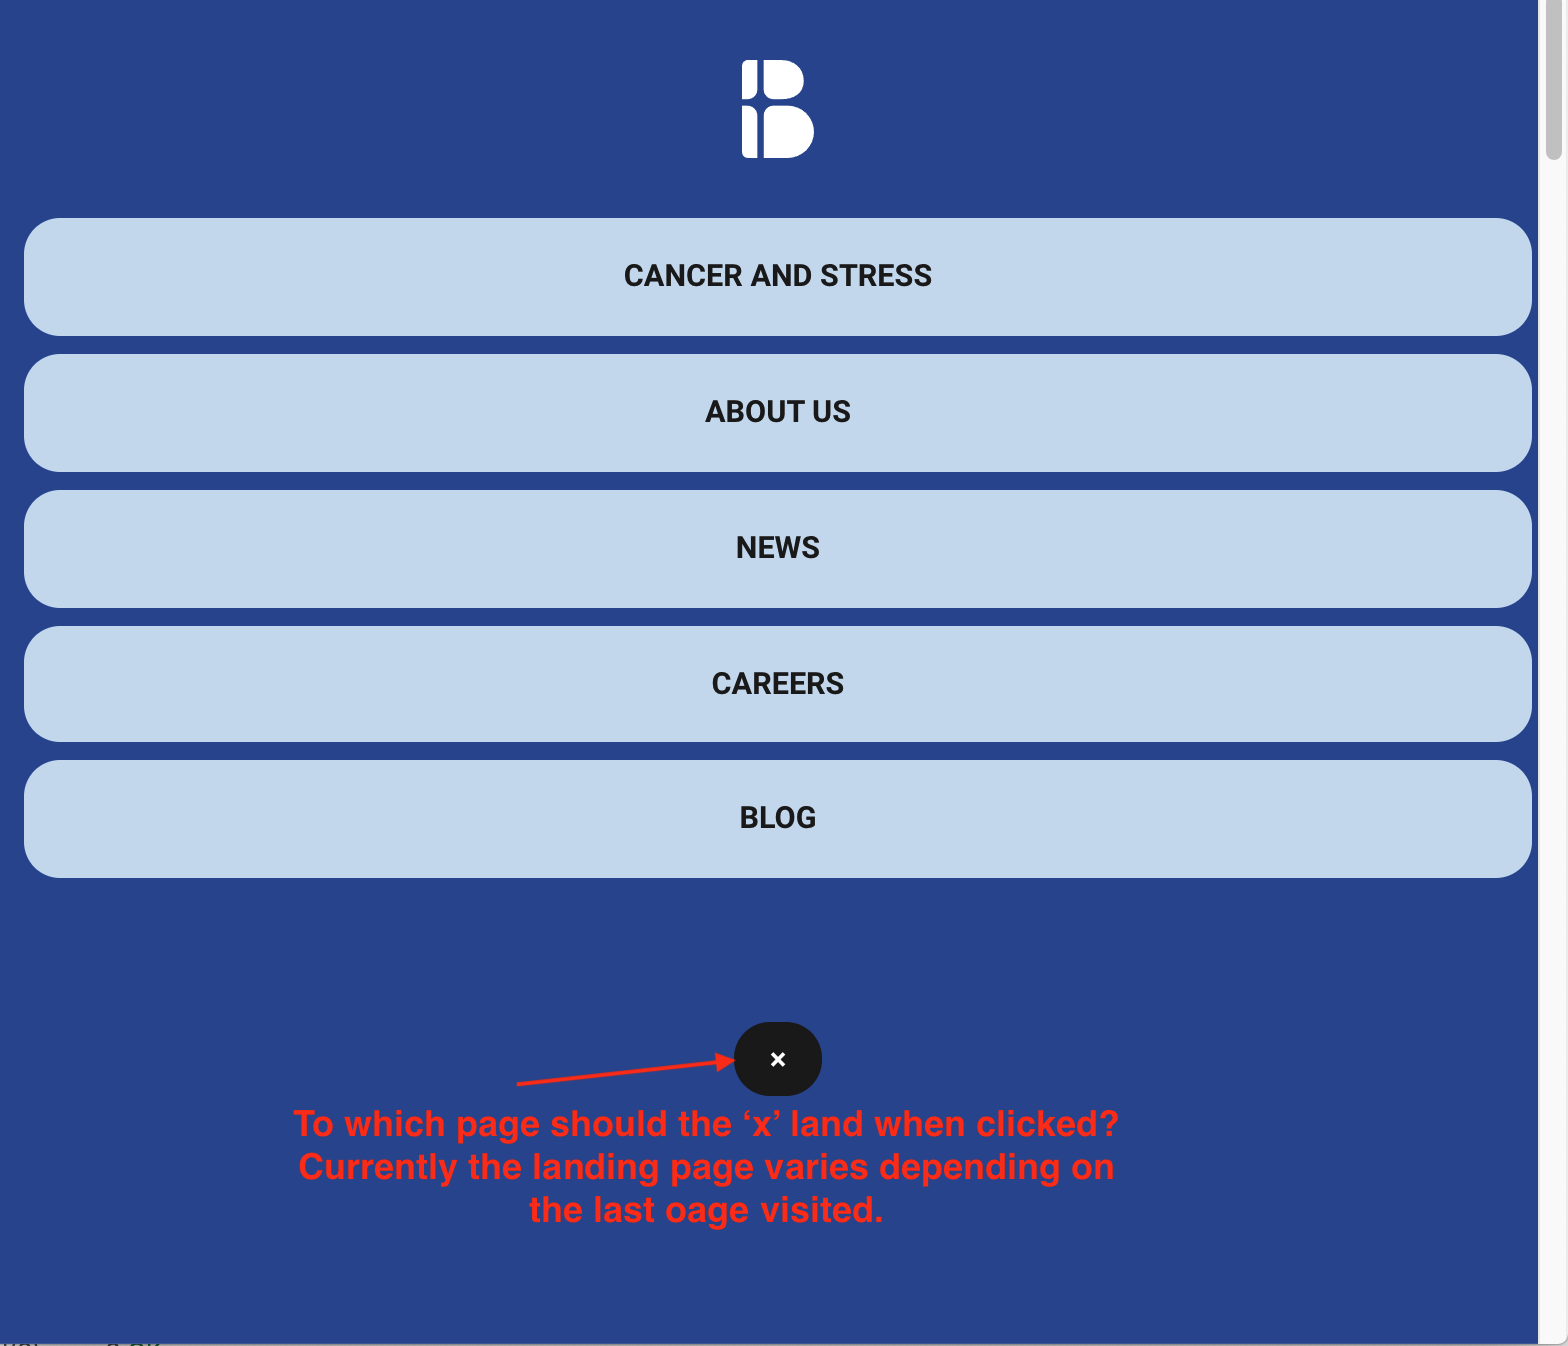 B
CANCER AND STRESS
ABOUT US
NEWS
CAREERS
BLOG
×
To which page should the ‘x’ land when clicked?
Currently the landing page varies depending on
the last oage visited.